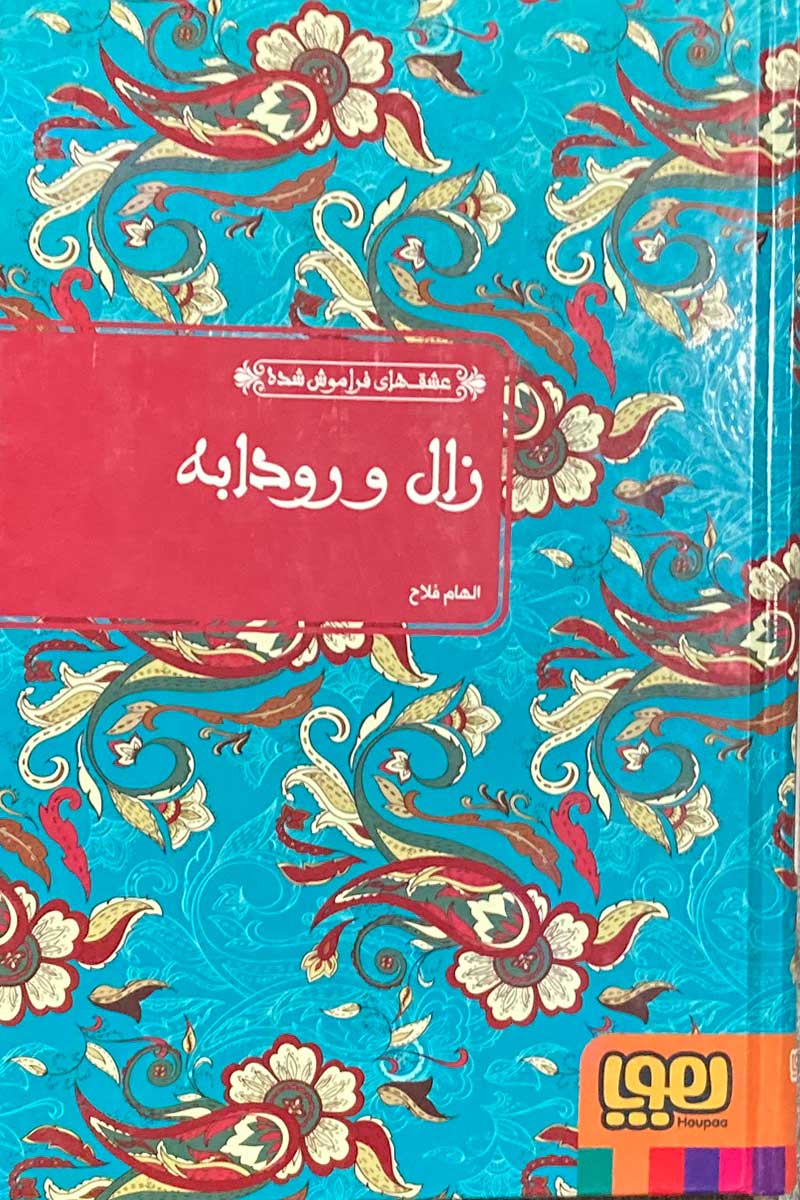 عشق‌های فراموش شده
زال و رودابه
الهام فلاح
هوپا
Houpaa